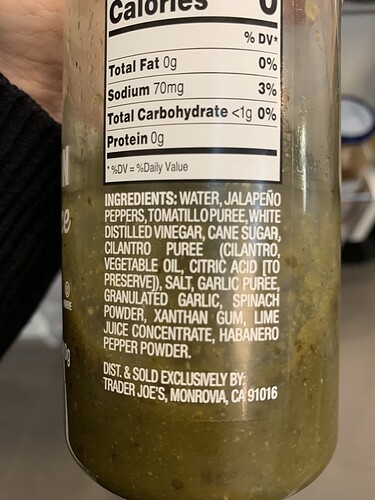 Calories 0
% DV*
Total Fat 0g 0%
Sodium 70mg 3%
Total Carbohydrate <1g 0%
Protein 0g
*%DV = %Daily Value
INGREDIENTS: WATER, JALAPEÑO
PEPPERS, TOMATILLO PUREE, WHITE
DISTILLED VINEGAR, CANE SUGAR,
CILANTRO PUREE (CILANTRO,
VEGETABLE OIL, CITRIC ACID [TO
PRESERVE]), SALT, GARLIC PUREE,
GRANULATED GARLIC, SPINACH
POWDER, XANTHAN GUM, LIME
JUICE CONCENTRATE, HABANERO
PEPPER POWDER.
DIST. & SOLD EXCLUSIVELY BY:
TRADER JOE'S, MONROVIA, CA 91016